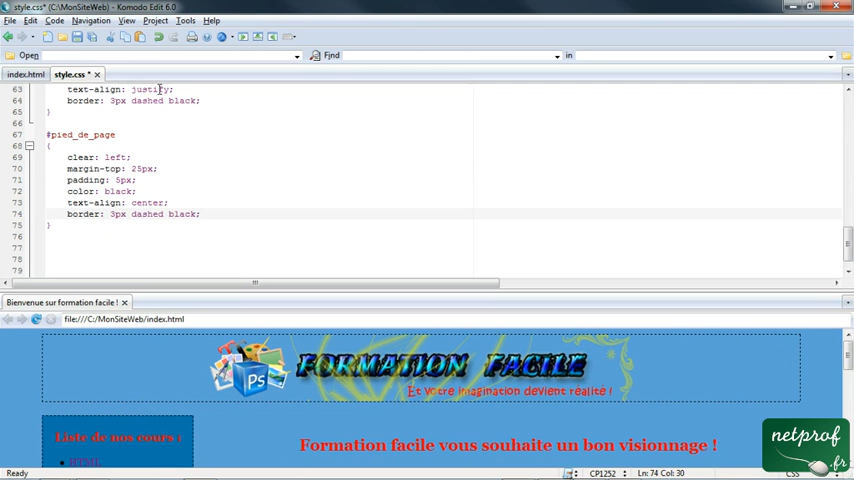 style.css* (C:\MonSiteWeb) - Komodo Edit 6.0
File Edit Code Navigation View Project Tools Help
Open Find in
index.html style.css *
63 text-align: justify;
64 border: 3px dashed black;
65 }
66
67 #pied_de_page
68 {
69 clear: left;
70 margin-top: 25px;
71 padding: 5px;
72 color: black;
73 text-align: center;
74 border: 3px dashed black;
75 }
76
77
78
79
Bienvenue sur formation facile !
file:///C:/MonSiteWeb/index.html
Ps FORMATION FACILE
Et votre imagination devient réalité !
Liste de nos cours :
Formation facile vous souhaite un bon visionnage !
HTML
netprof
.fr
Ready CP1252 Ln: 74 Col: 30 CSS